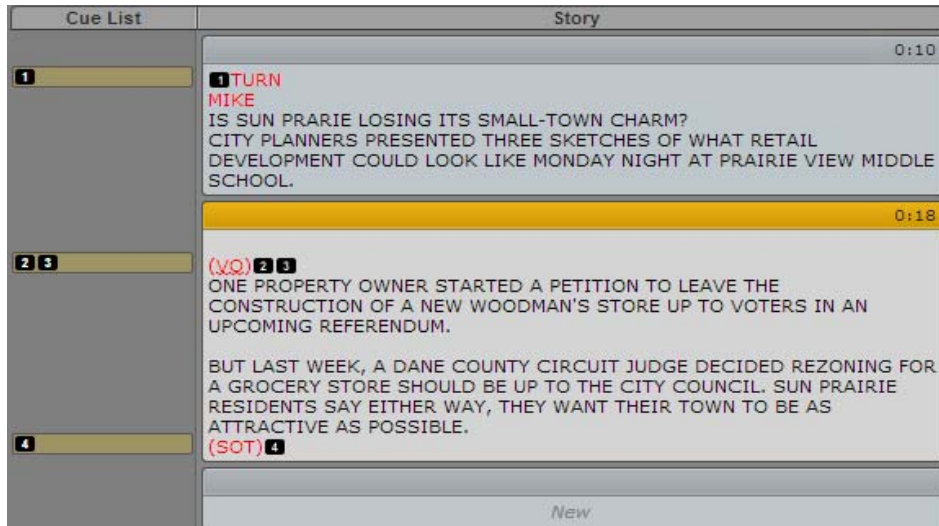 Cue List Story
0:10
1 1TURN
MIKE
IS SUN PRARIE LOSING ITS SMALL-TOWN CHARM?
CITY PLANNERS PRESENTED THREE SKETCHES OF WHAT RETAIL
DEVELOPMENT COULD LOOK LIKE MONDAY NIGHT AT PRAIRIE VIEW MIDDLE
SCHOOL.
0:18
2 3 (VO) 2 3
ONE PROPERTY OWNER STARTED A PETITION TO LEAVE THE
CONSTRUCTION OF A NEW WOODMAN'S STORE UP TO VOTERS IN AN
UPCOMING REFERENDUM.
BUT LAST WEEK, A DANE COUNTY CIRCUIT JUDGE DECIDED REZONING FOR
A GROCERY STORE SHOULD BE UP TO THE CITY COUNCIL. SUN PRAIRIE
RESIDENTS SAY EITHER WAY, THEY WANT THEIR TOWN TO BE AS
ATTRACTIVE AS POSSIBLE.
4 (SOT) 4
New